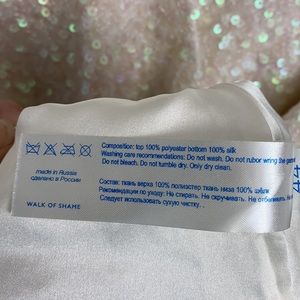 Composition: top 100% polyester bottom 100% silk
Washing care recommendations: Do not wash. Do not rubor wring the
Do not bleach. Do not tumble dry. Only dry clean.
made in Russia
сделано в России
Состав: ткань верха 100% полиэстер ткань низа 100% шёлк
Рекомендации по уходу: Не стирать. Не скручивать. Не отбеливать.
Следует использовать сухую чистку.
WALK OF SHAME
44